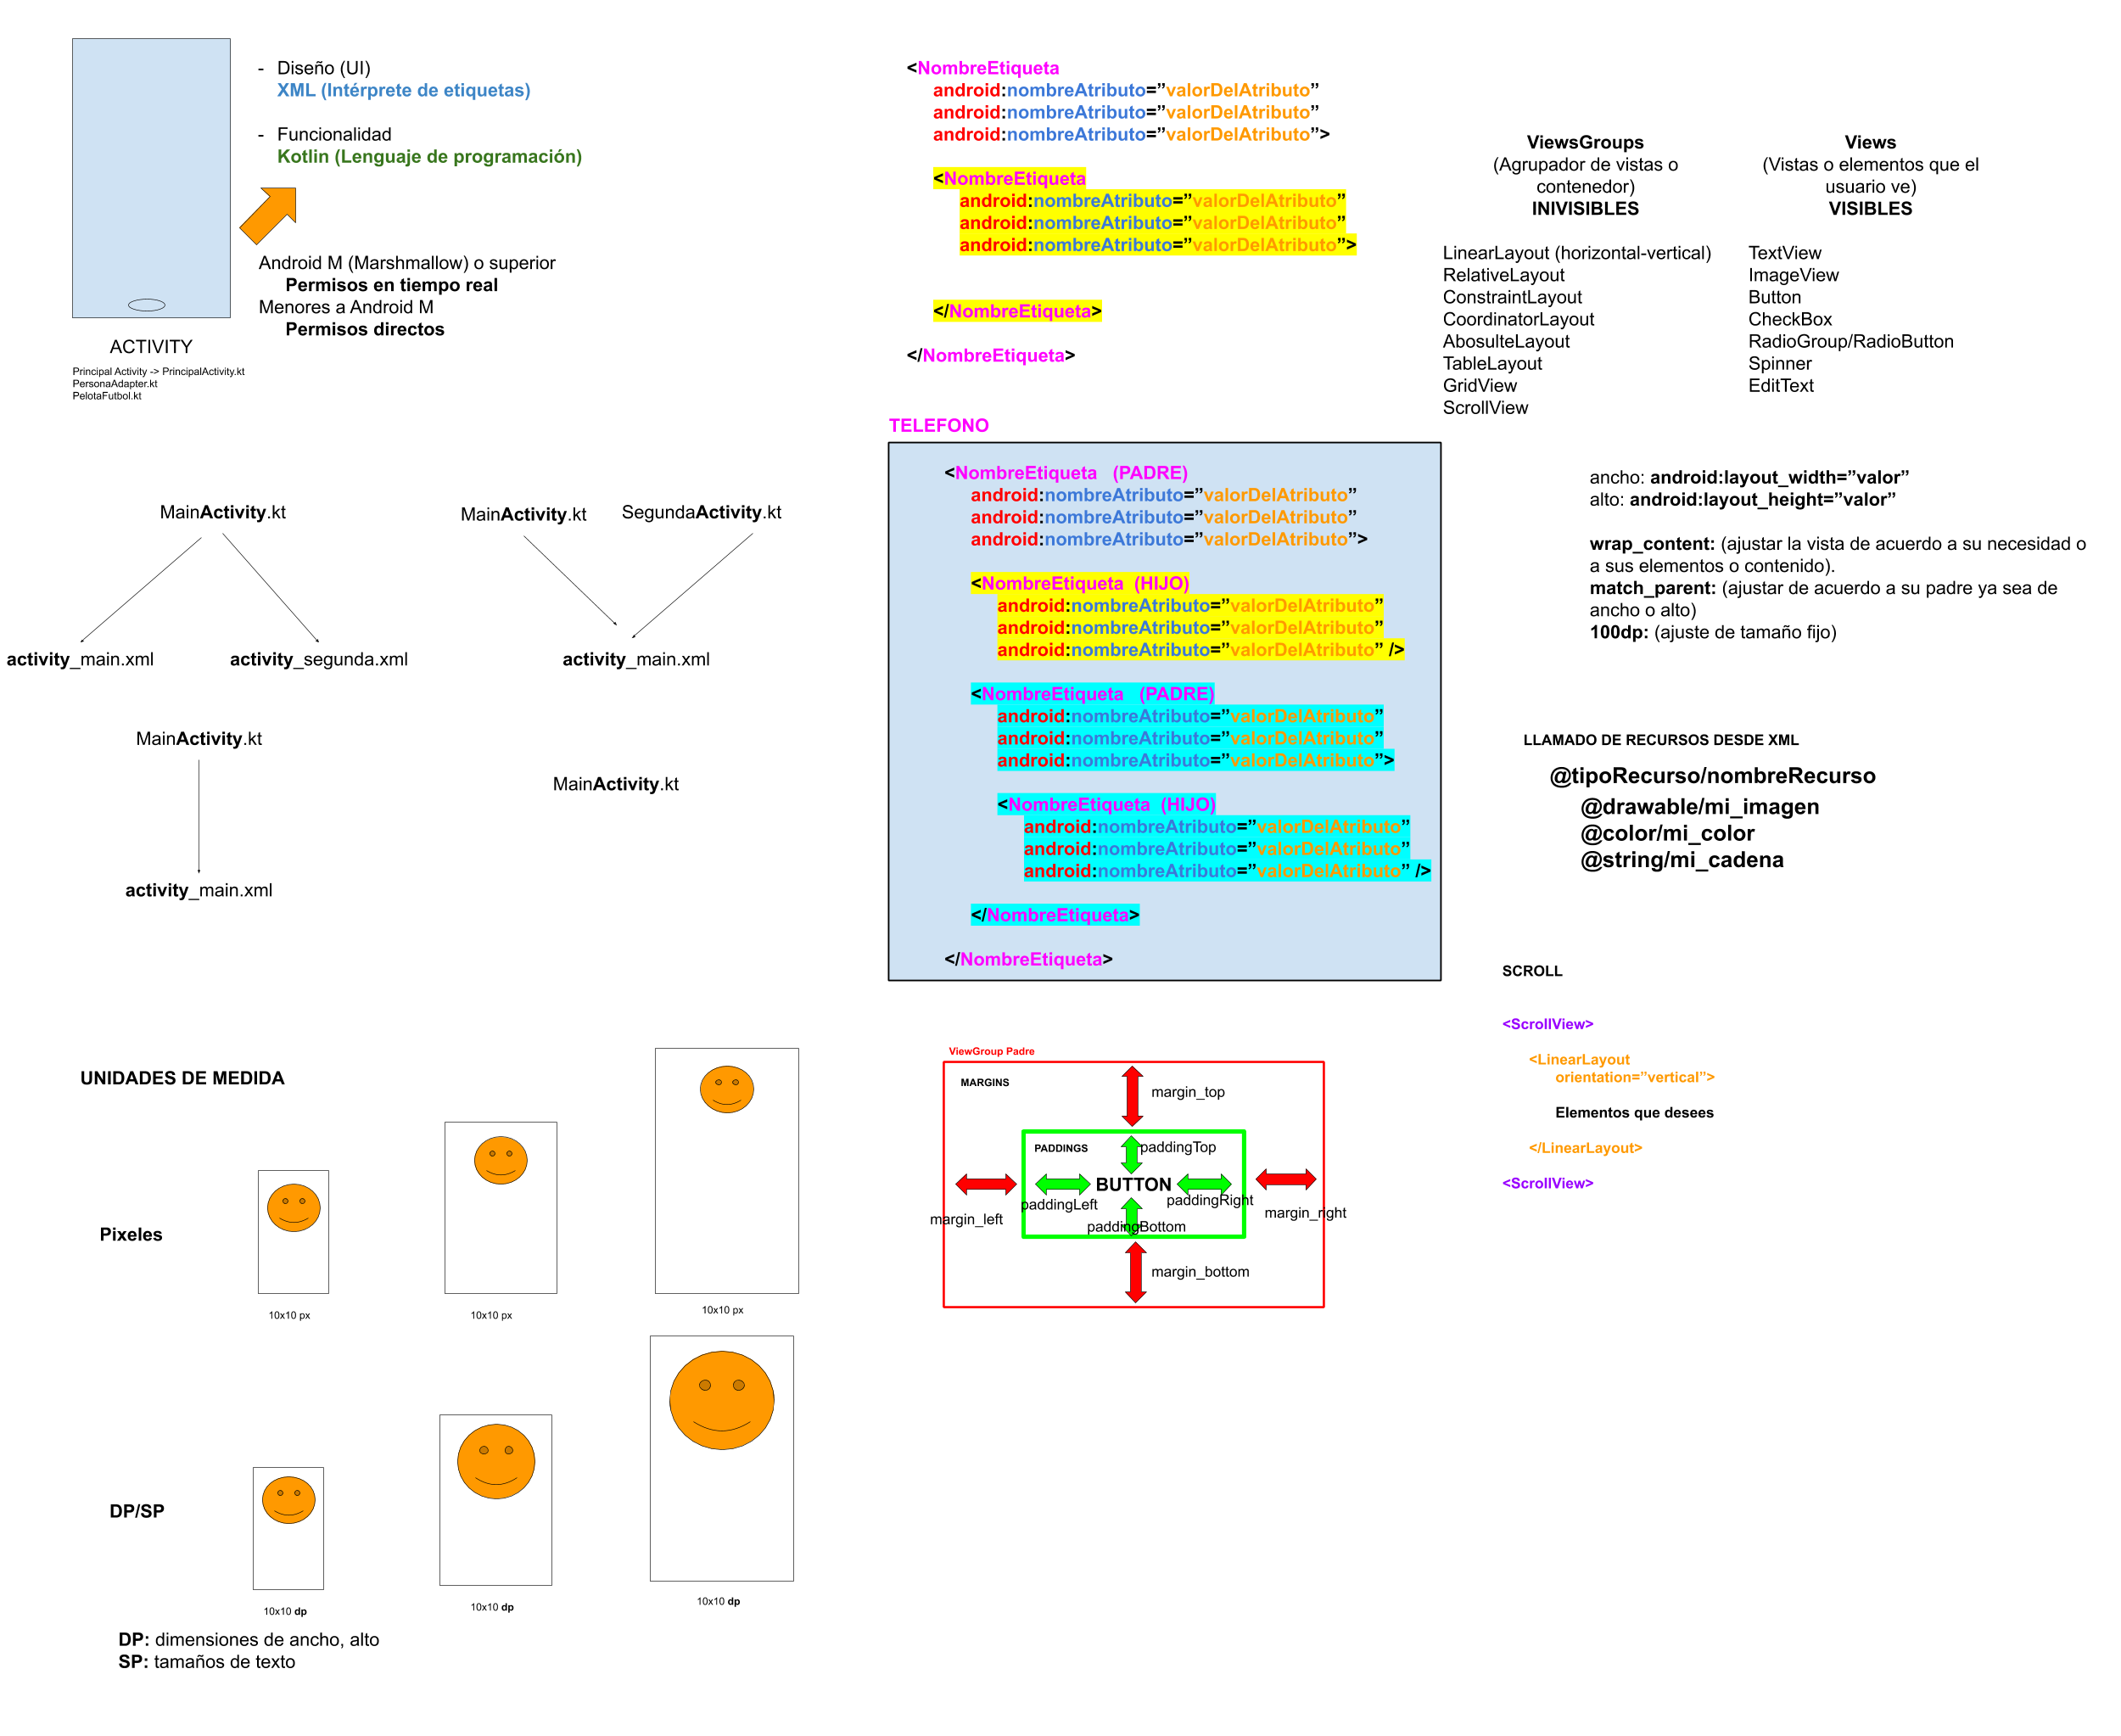 - Diseño (UI)
XML (Intérprete de etiquetas)
- Funcionalidad
Kotlin (Lenguaje de programación)
Android M (Marshmallow) o superior
Permisos en tiempo real
Menores a Android M
Permisos directos
ACTIVITY
Principal Activity -> PrincipalActivity.kt
PersonaAdapter.kt
PelotaFutbol.kt
<NombreEtiqueta
android:nombreAtributo=”valorDelAtributo”
android:nombreAtributo=”valorDelAtributo”
android:nombreAtributo=”valorDelAtributo”>
<NombreEtiqueta
android:nombreAtributo=”valorDelAtributo”
android:nombreAtributo=”valorDelAtributo”
android:nombreAtributo=”valorDelAtributo”>
</NombreEtiqueta>
</NombreEtiqueta>
ViewsGroups
(Agrupador de vistas o
contenedor)
INIVISIBLES
LinearLayout (horizontal-vertical)
RelativeLayout
ConstraintLayout
CoordinatorLayout
AbosulteLayout
TableLayout
GridView
ScrollView
Views
(Vistas o elementos que el
usuario ve)
VISIBLES
TextView
ImageView
Button
CheckBox
RadioGroup/RadioButton
Spinner
EditText
MainActivity.kt
activity_main.xml
activity_segunda.xml
MainActivity.kt
SegundaActivity.kt
activity_main.xml
MainActivity.kt
activity_main.xml
MainActivity.kt
TELEFONO
<NombreEtiqueta (PADRE)
android:nombreAtributo=”valorDelAtributo”
android:nombreAtributo=”valorDelAtributo”
android:nombreAtributo=”valorDelAtributo”>
<NombreEtiqueta (HIJO)
android:nombreAtributo=”valorDelAtributo”
android:nombreAtributo=”valorDelAtributo”
android:nombreAtributo=”valorDelAtributo” />
<NombreEtiqueta (PADRE)
android:nombreAtributo=”valorDelAtributo”
android:nombreAtributo=”valorDelAtributo”
android:nombreAtributo=”valorDelAtributo”>
<NombreEtiqueta (HIJO)
android:nombreAtributo=”valorDelAtributo”
android:nombreAtributo=”valorDelAtributo”
android:nombreAtributo=”valorDelAtributo” />
</NombreEtiqueta>
</NombreEtiqueta>
ancho: android:layout_width=”valor”
alto: android:layout_height=”valor”
wrap_content: (ajustar la vista de acuerdo a su necesidad o
a sus elementos o contenido).
match_parent: (ajustar de acuerdo a su padre ya sea de
ancho o alto)
100dp: (ajuste de tamaño fijo)
LLAMADO DE RECURSOS DESDE XML
@tipoRecurso/nombreRecurso
@drawable/mi_imagen
@color/mi_color
@string/mi_cadena
SCROLL
<ScrollView>
<LinearLayout
orientation=”vertical”>
Elementos que desees
</LinearLayout>
<ScrollView>
UNIDADES DE MEDIDA
Pixeles
10x10 px
10x10 px
10x10 px
DP/SP
10x10 dp
10x10 dp
10x10 dp
DP: dimensiones de ancho, alto
SP: tamaños de texto
ViewGroup Padre
MARGINS
margin_top
PADDINGS
paddingTop
BUTTON
paddingLeft
paddingRight
paddingBottom
margin_left
margin_right
margin_bottom